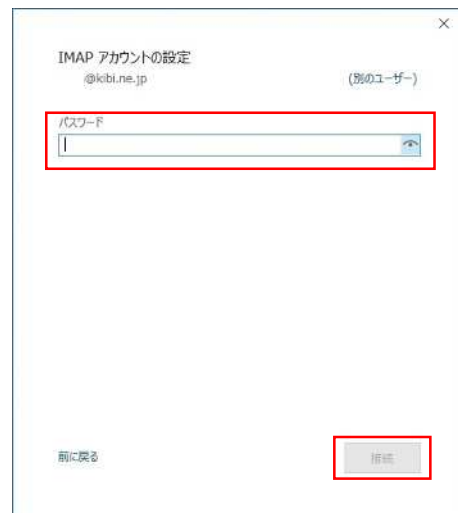 IMAP アカウントの設定
@kibi.ne.jp
(別のユーザー)
パスワード
前に戻る
接続